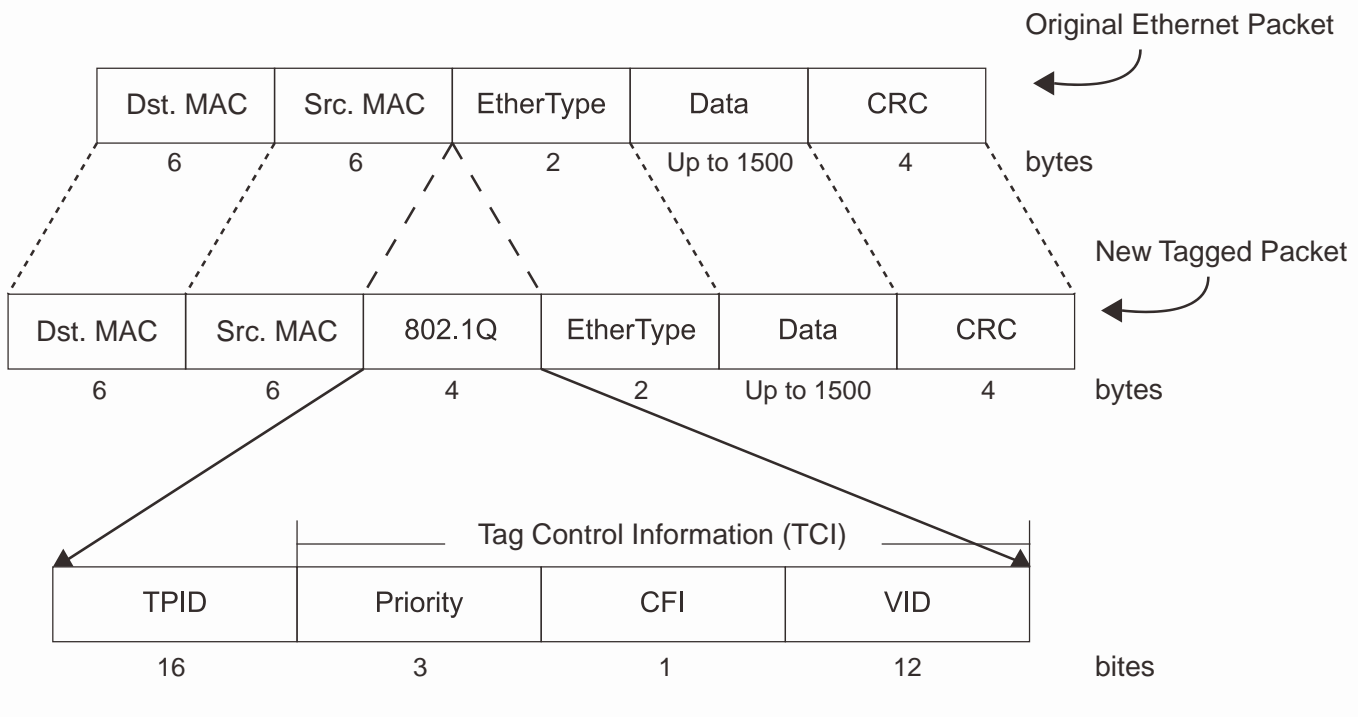 Original Ethernet Packet
Dst. MAC Src. MAC EtherType Data CRC
6 6 2 Up to 1500 4 bytes
New Tagged Packet
Dst. MAC Src. MAC 802.1Q EtherType Data CRC
6 6 4 2 Up to 1500 4 bytes
Tag Control Information (TCI)
TPID Priority CFI VID
16 3 1 12 bites